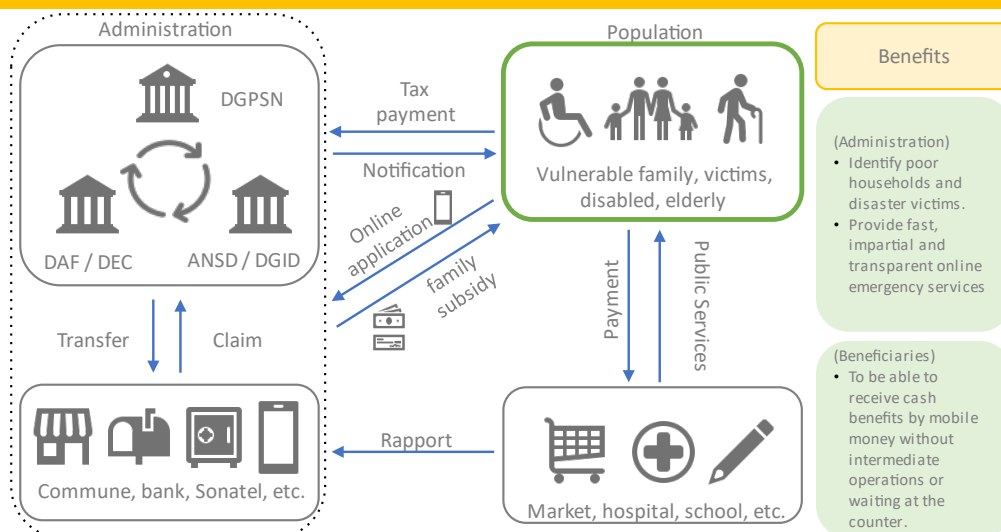 Administration
DGPSN
DAF / DEC
ANSD / DGID
Transfer
Claim
Commune, bank, Sonatel, etc.
Tax
payment
Notification
Online
application
family
subsidy
Rapport
Population
Vulnerable family, victims,
disabled, elderly
Payment
Public Services
Market, hospital, school, etc.
Benefits
(Administration)
• Identify poor
households and
disaster victims.
• Provide fast,
impartial and
transparent online
emergency services
(Beneficiaries)
• To be able to
receive cash
benefits by mobile
money without
intermediate
operations or
waiting at the
counter.